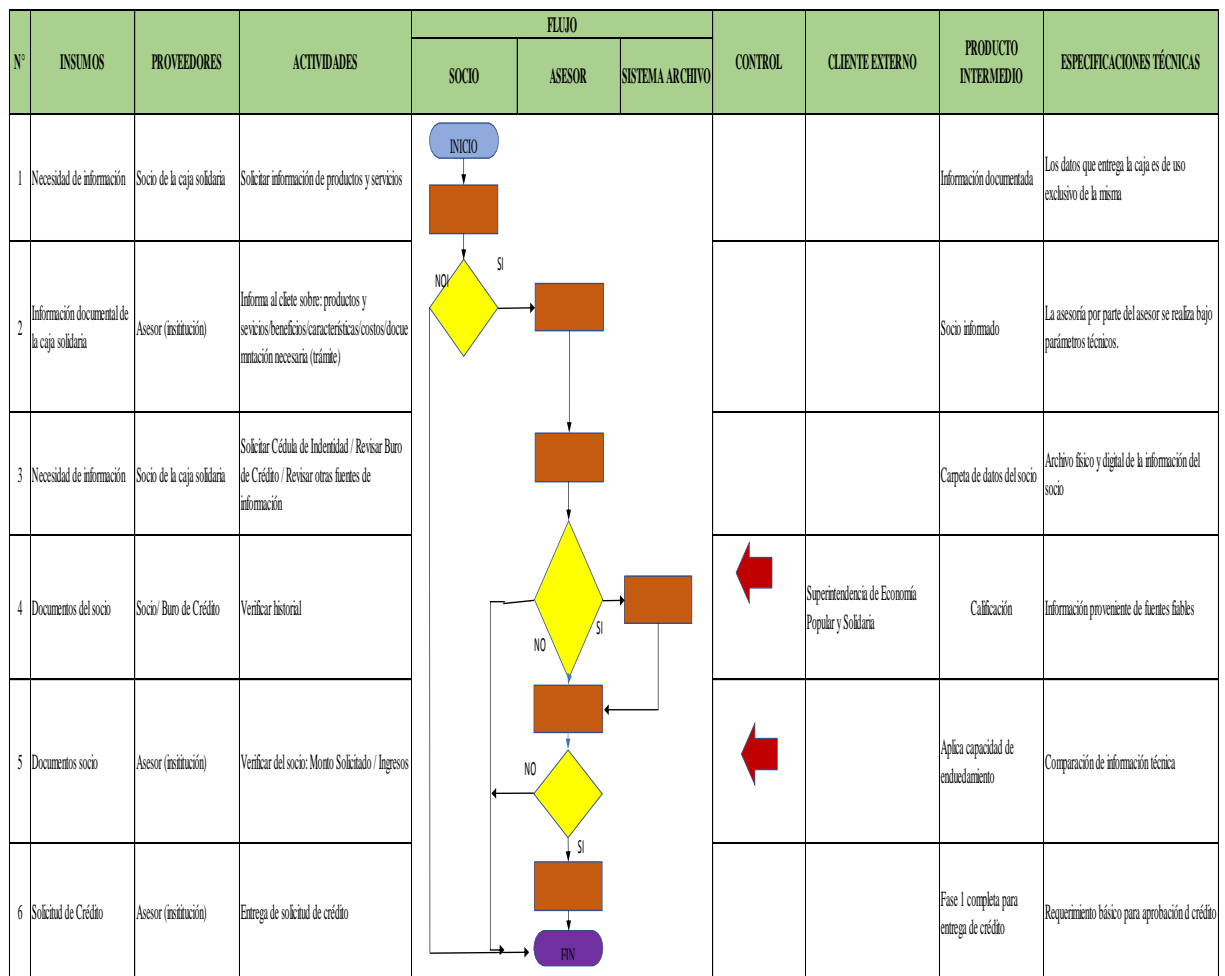 FLUJO
N° INSUMOS PROVEEDORES ACTIVIDADES SOCIO ASESOR SISTEMA ARCHIVO CONTROL CLIENTE EXTERNO PRODUCTO
INTERMEDIO
ESPECIFICACIONES TÉCNICAS
INICIO
1 Necesidad de información Socio de la caja solidaria Solicitar información de productos y servicios Información documentada
Los datos que entrega la caja es de uso
exclusivo de la misma
SI
NOI
2
Información documental de
la caja solidaria
Asesor (institución)
Informa al cliete sobre: productos y
sevicios/beneficios/características/costos/docue
mntación necesaria (trámite)
Socio informado
La asesoría por parte del asesor se realiza bajo
parámetros técnicos.
3 Necesidad de información Socio de la caja solidaria
Solicitar Cédula de Indentidad / Revisar Buro
de Crédito / Revisar otras fuentes de
información
Carpeta de datos del socio
Archivo físico y digital de la información del
socio
4 Documentos del socio Socio/ Buro de Crédito Verificar historial
SI
NO
Superintendencia de Economía
Popular y Solidaria
Calificación Información proveniente de fuentes fiables
5 Documentos socio Asesor (institución) Verificar del socio: Monto Solicitado / Ingresos
NO
SI
Aplica capacidad de
enduedamiento
Comparación de información técnica
6 Solicitud de Crédito Asesor (institución) Entrega de solicitud de crédito
Fase 1 completa para
entrega de crédito
Requerimiento básico para aprobación d crédito
FIN